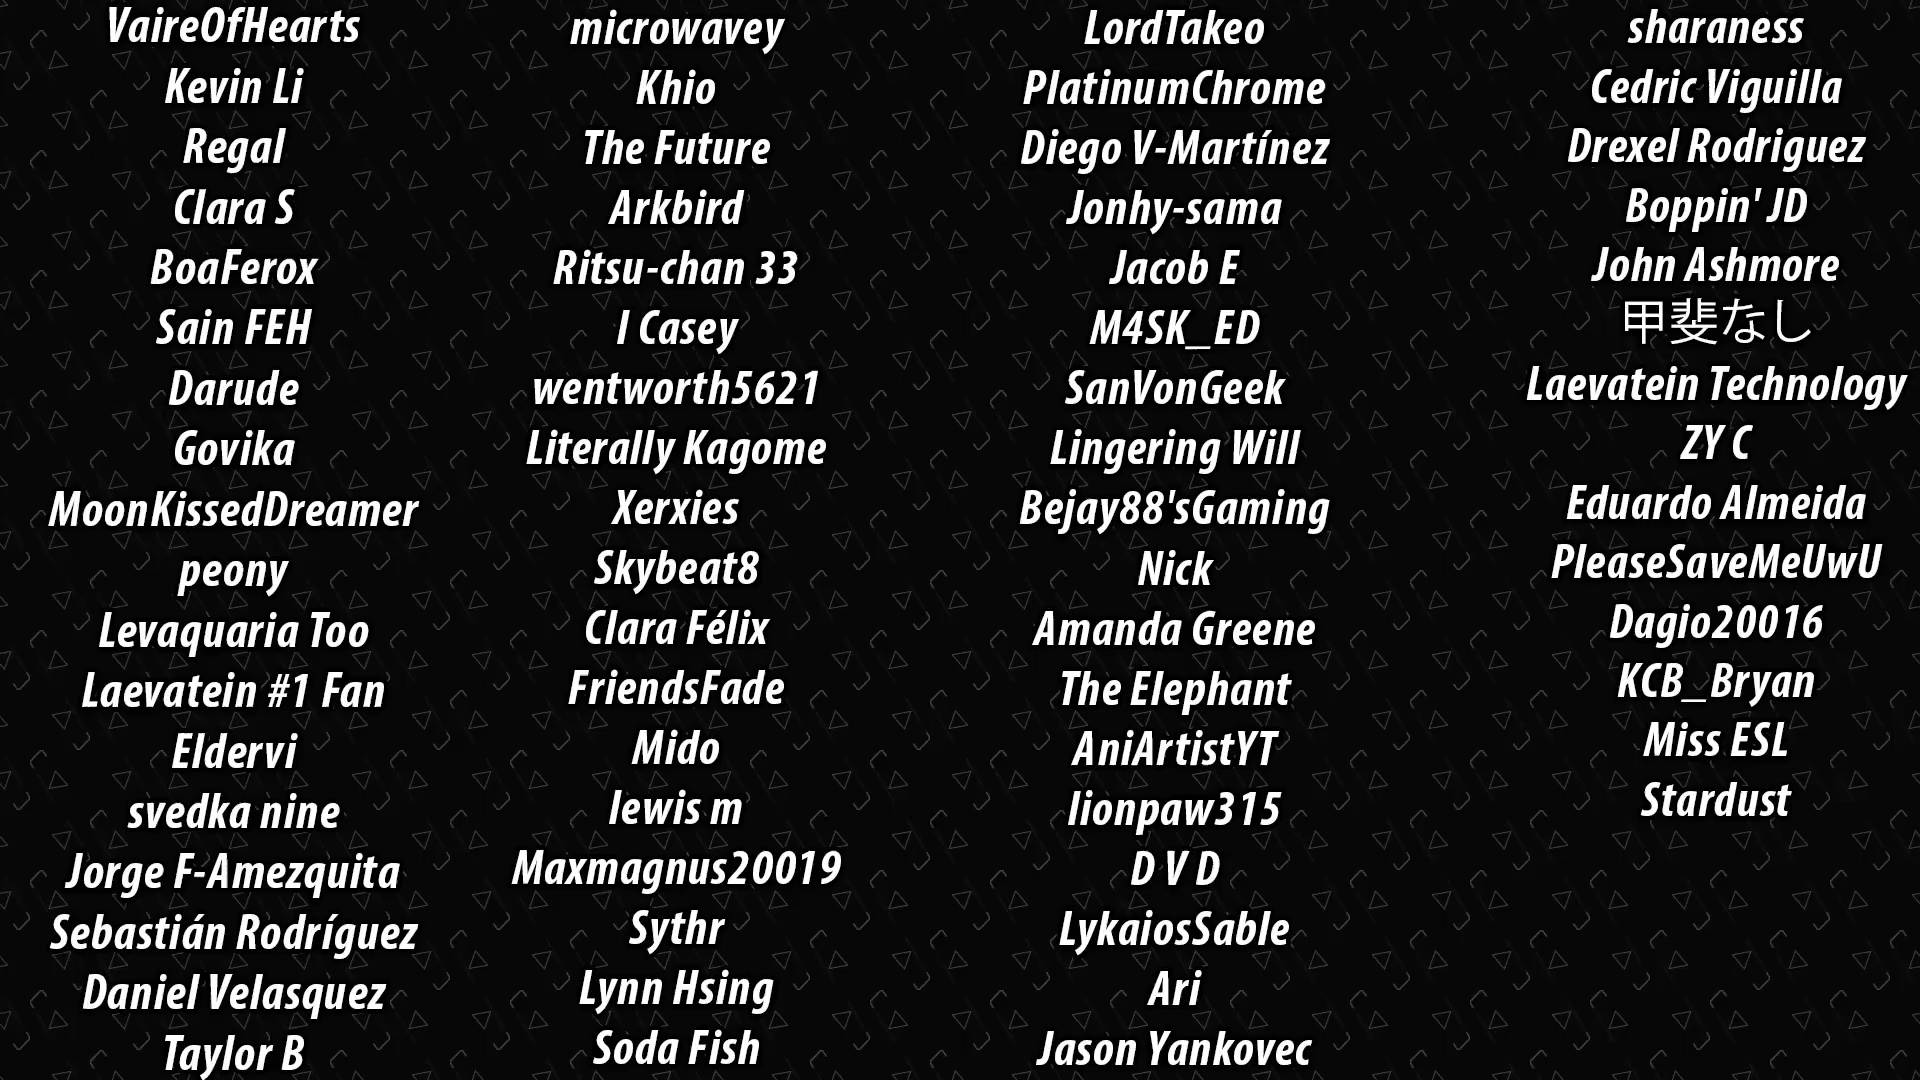 VaireOfHearts
Kevin Li
Regal
Clara S
BoaFerox
Sain FEH
Darude
Govika
MoonKissedDreamer
peony
Levaquaria Too
Laevatein #1 Fan
Eldervi
svedka nine
Jorge F-Amezquita
Sebastián Rodríguez
Daniel Velasquez
Taylor B
microwavey
Khio
The Future
Arkbird
Ritsu-chan 33
I Casey
wentworth5621
Literally Kagome
Xerxies
Skybeat8
Clara Félix
FriendsFade
Mido
lewis m
Maxmagnus20019
Sythr
Lynn Hsing
Soda Fish
LordTakeo
PlatinumChrome
Diego V-Martínez
Jonhy-sama
Jacob E
M4SK_ED
SanVonGeek
Lingering Will
Bejay88'sGaming
Nick
Amanda Greene
The Elephant
AniArtistYT
lionpaw315
D V D
LykaiosSable
Ari
Jason Yankovec
sharaness
Cedric Viguilla
Drexel Rodriguez
Boppin' JD
John Ashmore
甲斐なし
Laevatein Technology
ZY C
Eduardo Almeida
PleaseSaveMeUwU
Dagio20016
KCB_Bryan
Miss ESL
Stardust